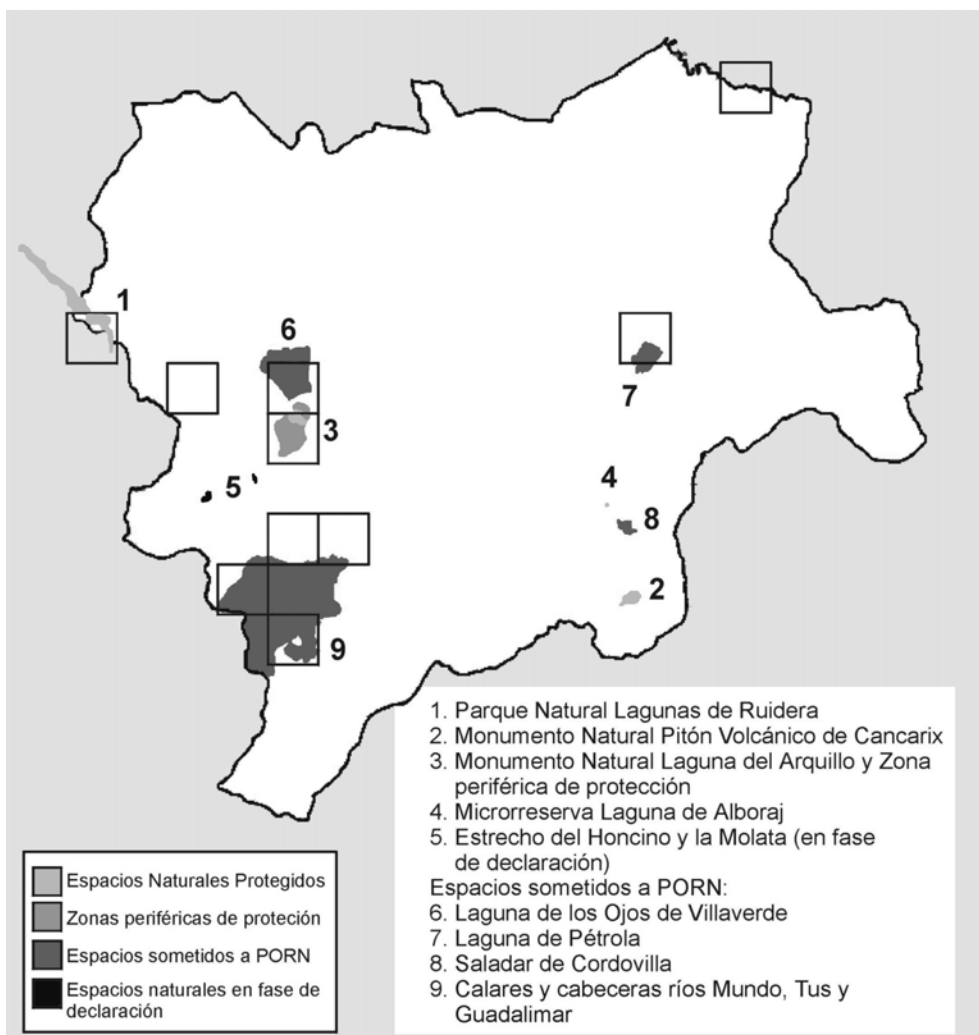 1
6
7
3
5
4
8
2
9
1. Parque Natural Lagunas de Ruidera
2. Monumento Natural Pitón Volcánico de Cancarix
3. Monumento Natural Laguna del Arquillo y Zona
periférica de protección
4. Microrreserva Laguna de Alboraj
5. Estrecho del Honcino y la Molata (en fase
de declaración)
Espacios sometidos a PORN:
6. Laguna de los Ojos de Villaverde
7. Laguna de Pétrola
8. Saladar de Cordovilla
9. Calares y cabeceras ríos Mundo, Tus y
Guadalimar
Espacios Naturales Protegidos
Zonas periféricas de proteción
Espacios sometidos a PORN
Espacios naturales en fase de
declaración